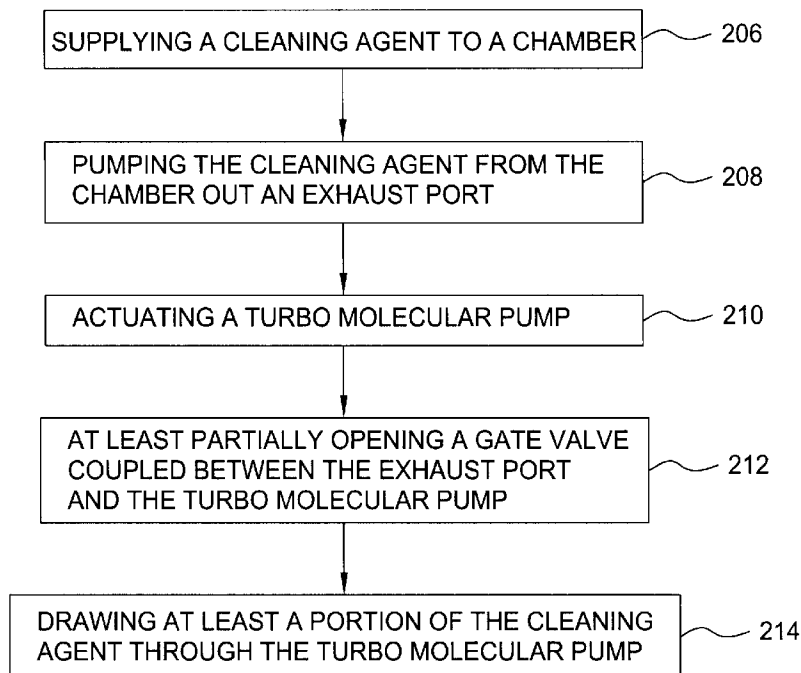 SUPPLYING A CLEANING AGENT TO A CHAMBER
206
PUMPING THE CLEANING AGENT FROM THE
CHAMBER OUT AN EXHAUST PORT
208
ACTUATING A TURBO MOLECULAR PUMP
210
AT LEAST PARTIALLY OPENING A GATE VALVE
COUPLED BETWEEN THE EXHAUST PORT
AND THE TURBO MOLECULAR PUMP
212
DRAWING AT LEAST A PORTION OF THE CLEANING
AGENT THROUGH THE TURBO MOLECULAR PUMP
214